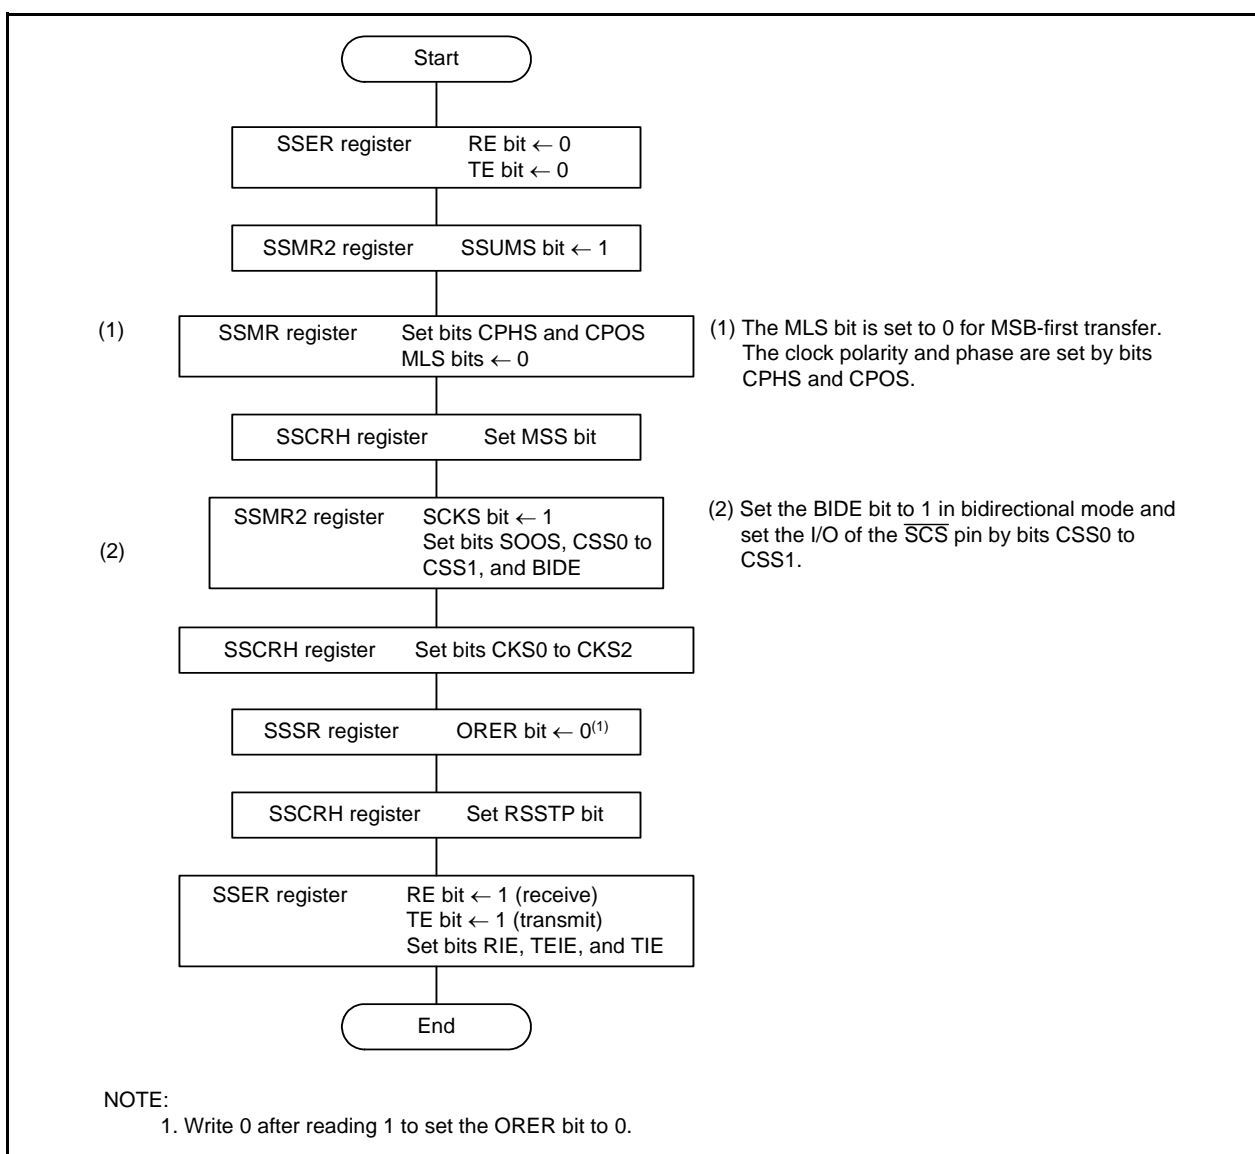 Start
SSER register RE bit ← 0
TE bit ← 0
SSMR2 register SSUMS bit ← 1
(1) SSMR register Set bits CPHS and CPOS
MLS bits ← 0
(1) The MLS bit is set to 0 for MSB-first transfer.
The clock polarity and phase are set by bits
CPHS and CPOS.
SSCRH register Set MSS bit
(2) SSMR2 register SCKS bit ← 1
Set bits SOOS, CSS0 to
CSS1, and BIDE
(2) Set the BIDE bit to 1 in bidirectional mode and
set the I/O of the S̅C̅S̅ pin by bits CSS0 to
CSS1.
SSCRH register Set bits CKS0 to CKS2
SSSR register ORER bit ← 0(1)
SSCRH register Set RSSTP bit
SSER register RE bit ← 1 (receive)
TE bit ← 1 (transmit)
Set bits RIE, TEIE, and TIE
End
NOTE:
1. Write 0 after reading 1 to set the ORER bit to 0.